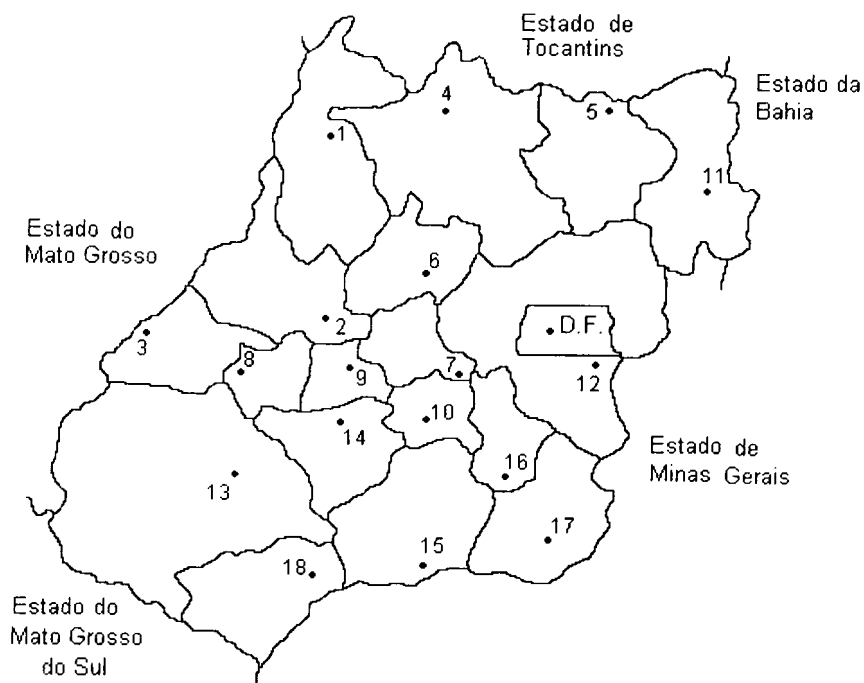 Estado de
Tocantins
Estado da
Bahia
4
5
1
11
Estado do
Mato Grosso
6
2
D.F.
3
8
7
9
12
10
14
Estado de
Minas Gerais
16
13
17
15
18
Estado do
Mato Grosso
do Sul